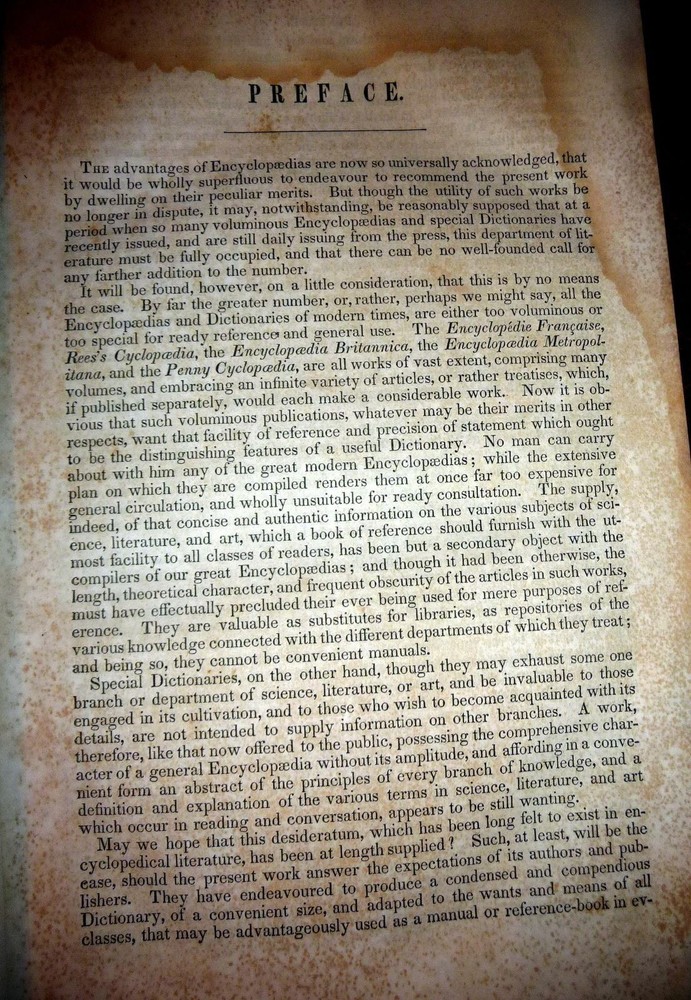 PREFACE.
THE advantages of Encyclopædias are now so universally acknowledged, that
it would be wholly superfluous to endeavour to recommend the present work
by dwelling on their peculiar merits. But though the utility of such works be
no longer in dispute, it may, notwithstanding, be reasonably supposed that at a
period when so many voluminous Encyclopædias and special Dictionaries have
recently issued, and are still daily issuing from the press, this department of lit-
erature must be fully occupied, and that there can be no well-founded call for
any farther addition to the number.
It will be found, however, on a little consideration, that this is by no means
the case. By far the greater number, or, rather, perhaps we might say, all the
Encyclopædias and Dictionaries of modern times, are either too voluminous or
too special for ready reference and general use. The Encyclopédie Française,
Rees's Cyclopædia, the Encyclopædia Britannica, the Encyclopædia Metropol-
itana, and the Penny Cyclopædia, are all works of vast extent, comprising many
volumes, and embracing an infinite variety of articles, or rather treatises, which,
if published separately, would each make a considerable work. Now it is ob-
vious that such voluminous publications, whatever may be their merits in other
respects, want that facility of reference and precision of statement which ought
to be the distinguishing features of a useful Dictionary. No man can carry
about with him any of the great modern Encyclopædias; while the extensive
plan on which they are compiled renders them at once far too expensive for
general circulation, and wholly unsuitable for ready consultation. The supply,
indeed, of that concise and authentic information on the various subjects of sci-
ence, literature, and art, which a book of reference should furnish with the ut-
most facility to all classes of readers, has been but a secondary object with the
compilers of our great Encyclopædias; and though it had been otherwise, the
length, theoretical character, and frequent obscurity of the articles in such works,
must have effectually precluded their ever being used for mere purposes of ref-
erence. They are valuable as substitutes for libraries, as repositories of the
various knowledge connected with the different departments of which they treat;
and being so, they cannot be convenient manuals.
Special Dictionaries, on the other hand, though they may exhaust some one
branch or department of science, literature, or art, and be invaluable to those
engaged in its cultivation, and to those who wish to become acquainted with its
details, are not intended to supply information on other branches. A work,
therefore, like that now offered to the public, possessing the comprehensive char-
acter of a general Encyclopædia without its amplitude, and affording in a conve-
nient form an abstract of the principles of every branch of knowledge, and a
definition and explanation of the various terms in science, literature, and art
which occur in reading and conversation, appears to be still wanting.
May we hope that this desideratum, which has been long felt to exist in en-
cyclopedical literature, has been at length supplied? Such, at least, will be the
case, should the present work answer the expectations of its authors and pub-
lishers. They have endeavoured to produce a condensed and compendious
Dictionary, of a convenient size, and adapted to the wants and means of all
classes, that may be advantageously used as a manual or reference-book in ev-